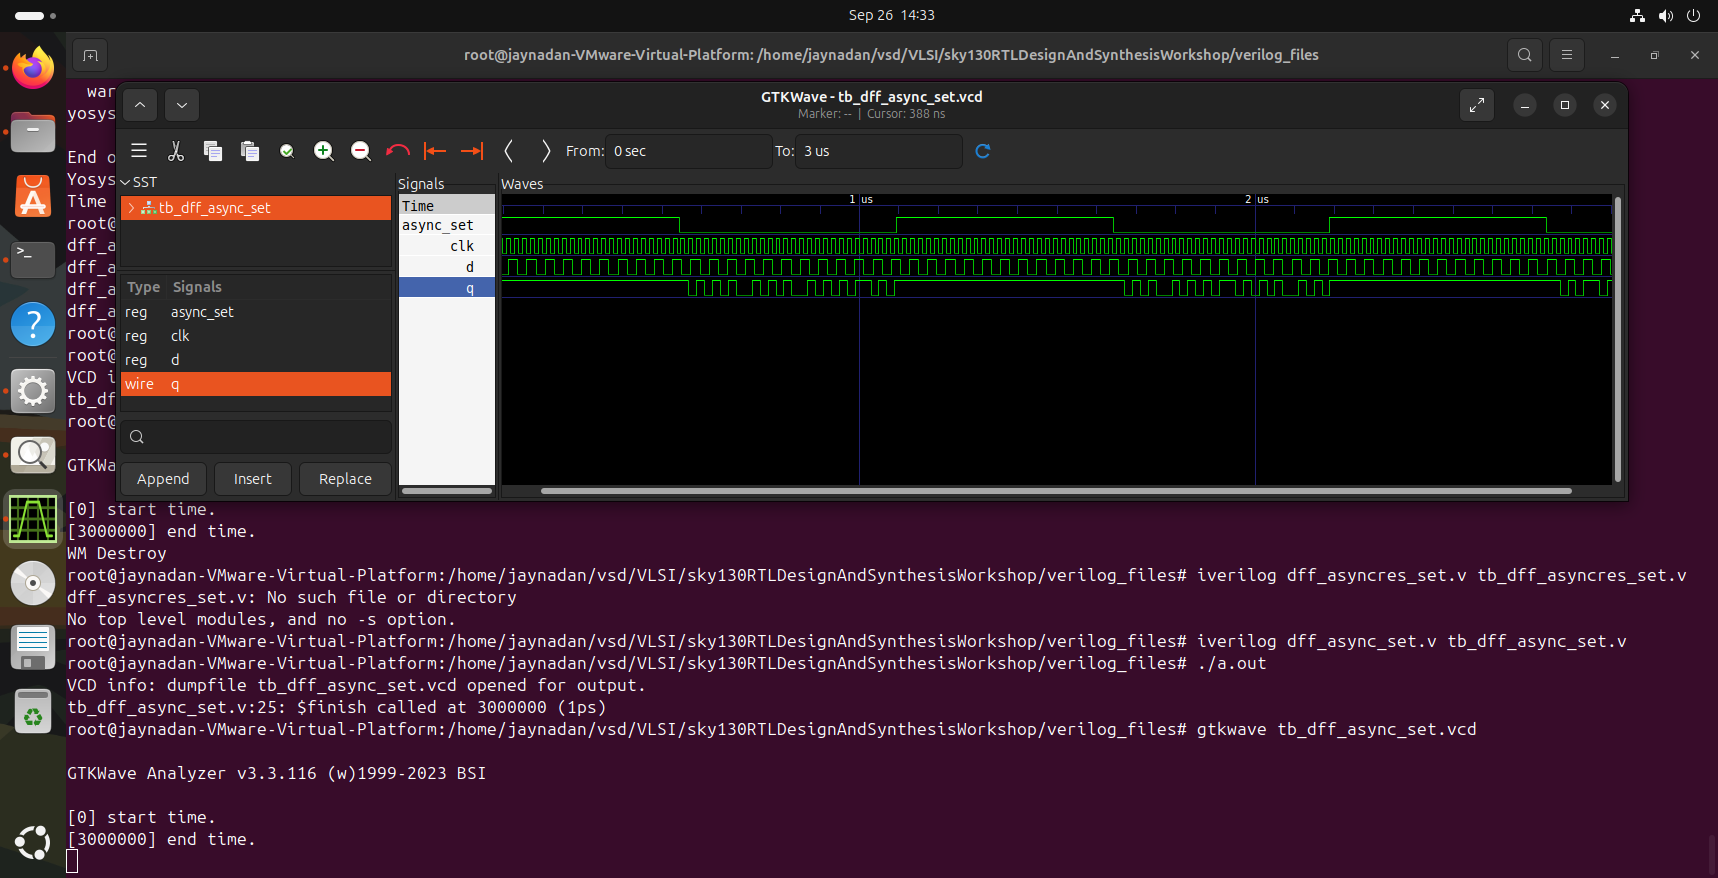 Sep 26 14:33
root@jaynadan-VMware-Virtual-Platform: /home/jaynadan/vsd/VLSI/sky130RTLDesignAndSynthesisWorkshop/verilog_files
GTKWave - tb_dff_async_set.vcd
Marker: -- | Cursor: 388 ns
From: 0 sec To: 3 us
SST
tb_dff_async_set
Type Signals
reg async_set
reg clk
reg d
wire q
Append Insert Replace
Signals
Time
async_set
clk
d
q
Waves
1 us 2 us
war
yosys
End o
Yosys
Time
root@
dff_a
dff_a
dff_a
dff_a
root@
root@
VCD i
tb_df
root@
GTKWa
[0] start time.
[3000000] end time.
WM Destroy
root@jaynadan-VMware-Virtual-Platform:/home/jaynadan/vsd/VLSI/sky130RTLDesignAndSynthesisWorkshop/verilog_files# iverilog dff_asyncres_set.v tb_dff_asyncres_set.v
dff_asyncres_set.v: No such file or directory
No top level modules, and no -s option.
root@jaynadan-VMware-Virtual-Platform:/home/jaynadan/vsd/VLSI/sky130RTLDesignAndSynthesisWorkshop/verilog_files# iverilog dff_async_set.v tb_dff_async_set.v
root@jaynadan-VMware-Virtual-Platform:/home/jaynadan/vsd/VLSI/sky130RTLDesignAndSynthesisWorkshop/verilog_files# ./a.out
VCD info: dumpfile tb_dff_async_set.vcd opened for output.
tb_dff_async_set.v:25: $finish called at 3000000 (1ps)
root@jaynadan-VMware-Virtual-Platform:/home/jaynadan/vsd/VLSI/sky130RTLDesignAndSynthesisWorkshop/verilog_files# gtkwave tb_dff_async_set.vcd
GTKWave Analyzer v3.3.116 (w)1999-2023 BSI
[0] start time.
[3000000] end time.